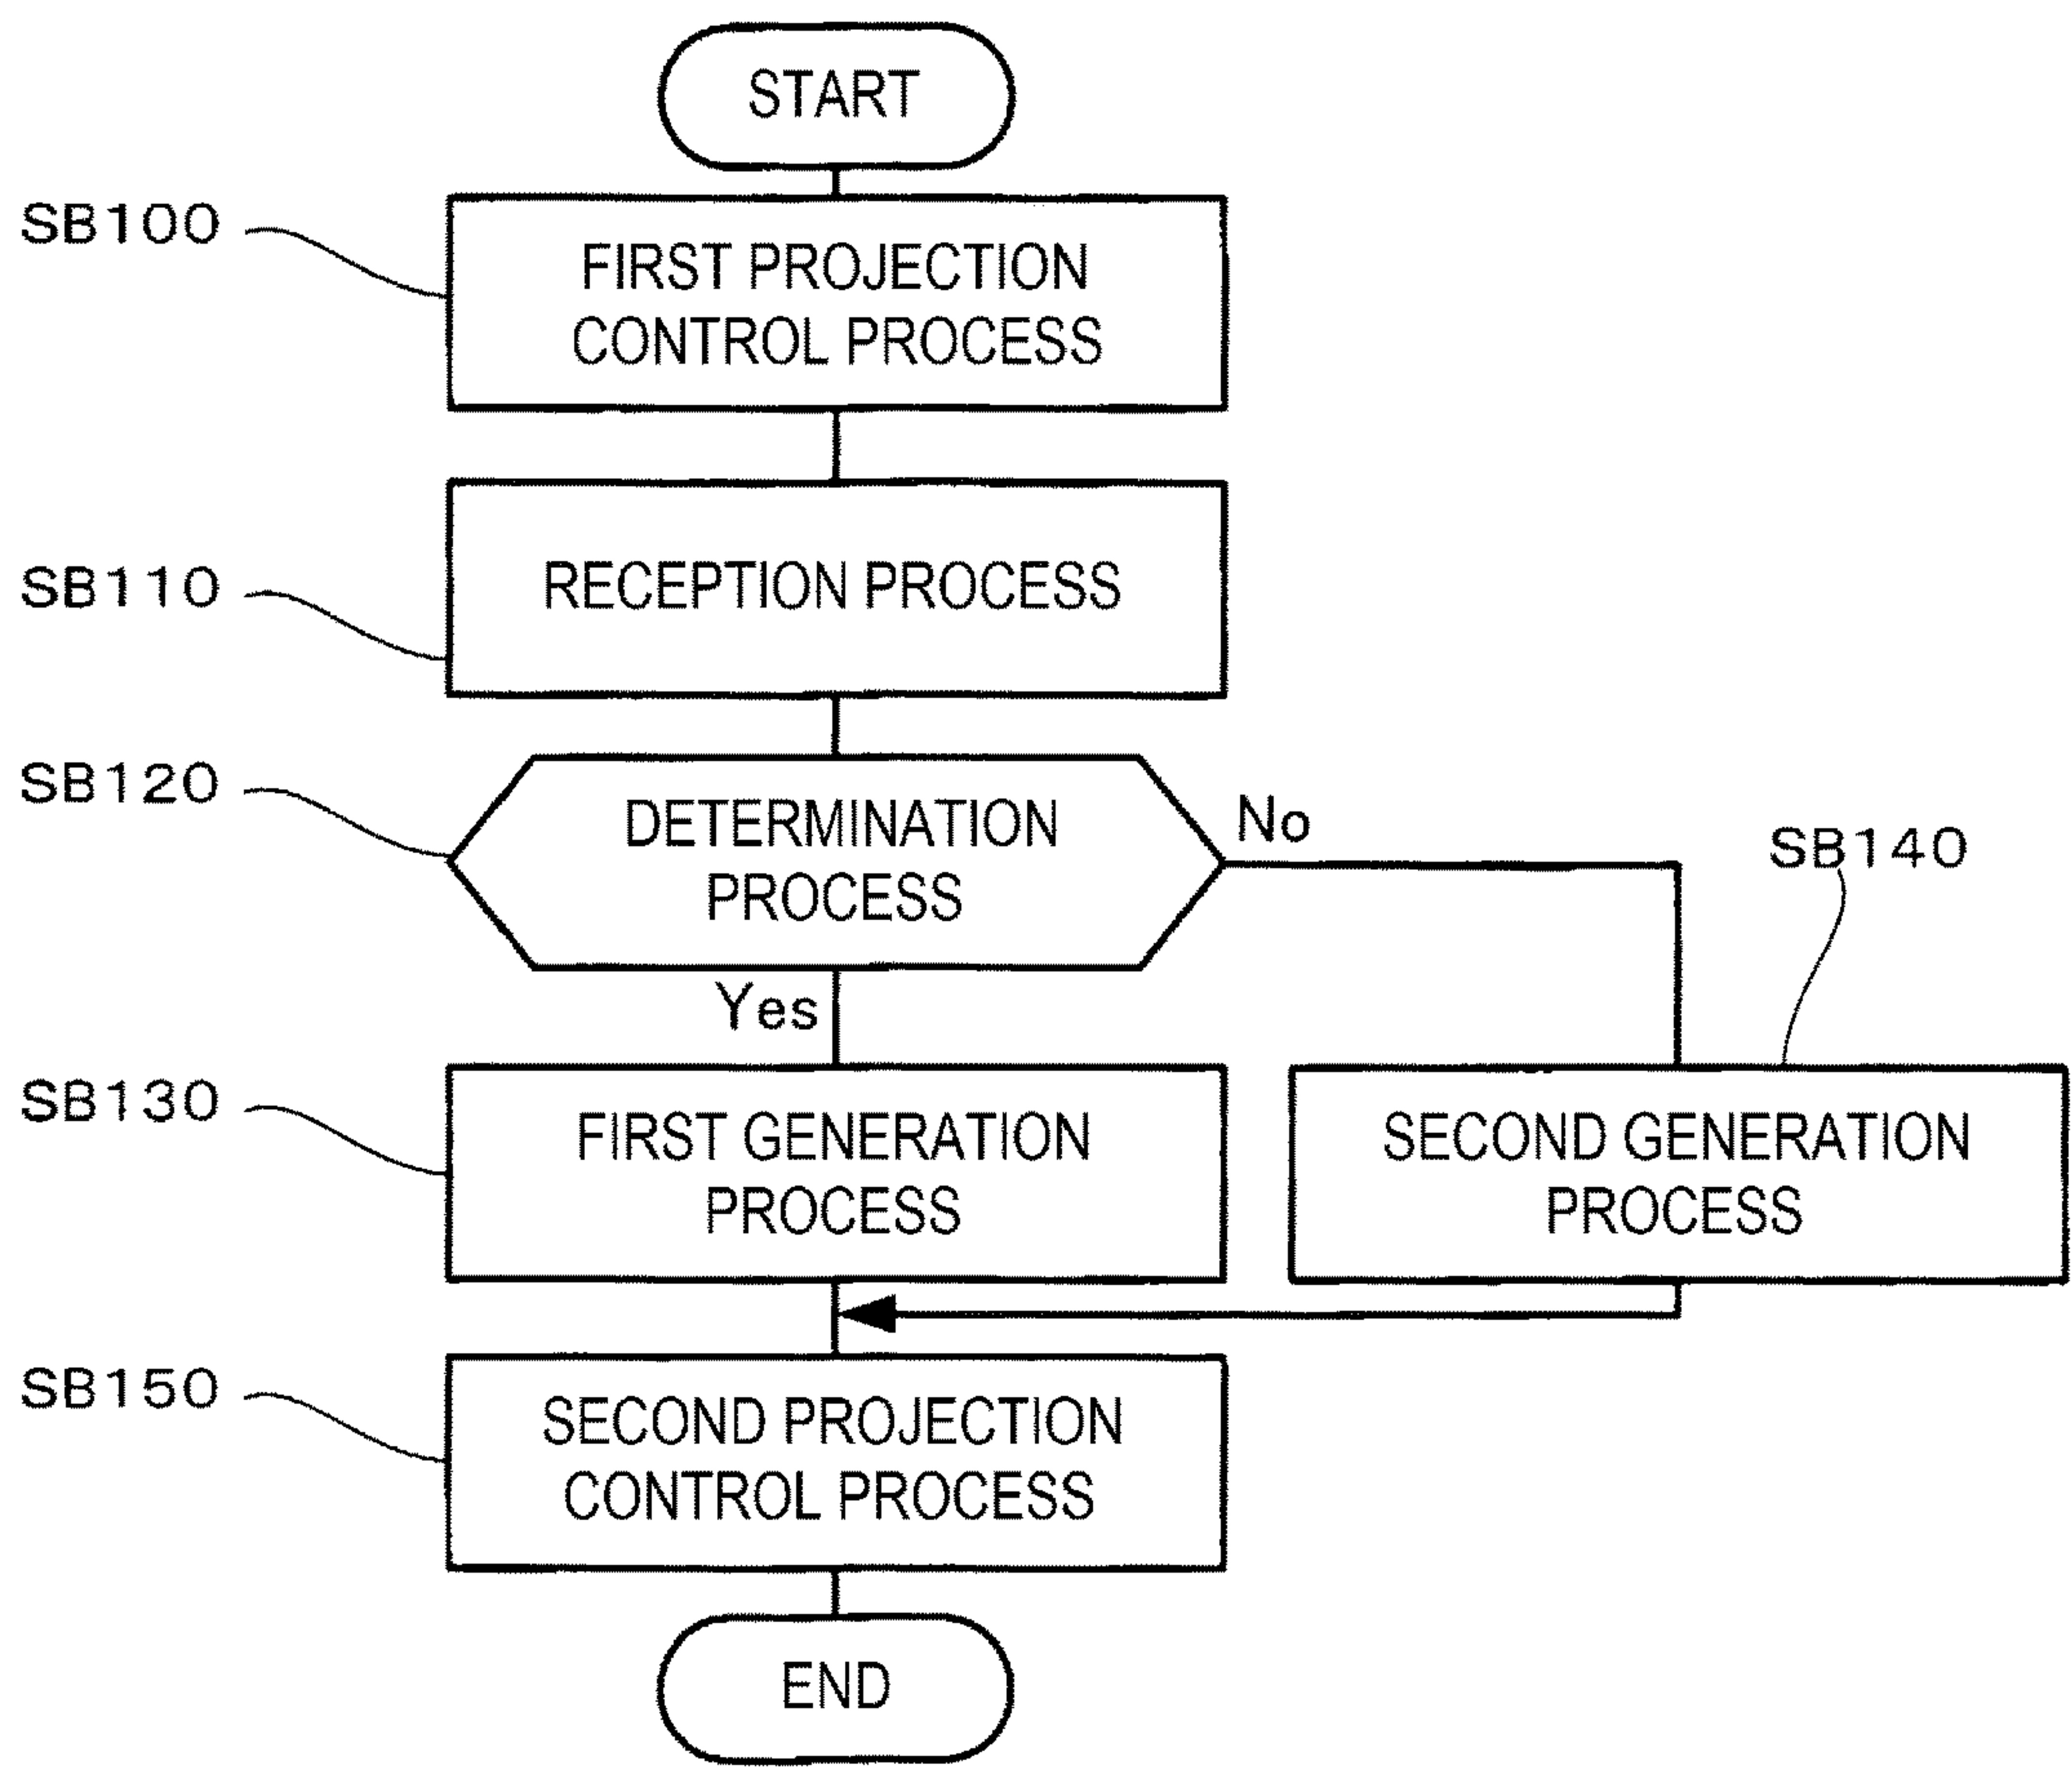 START
SB100
FIRST PROJECTION
CONTROL PROCESS
SB110
RECEPTION PROCESS
SB120
DETERMINATION
PROCESS
No
SB140
Yes
SB130
FIRST GENERATION
PROCESS
SECOND GENERATION
PROCESS
SB150
SECOND PROJECTION
CONTROL PROCESS
END